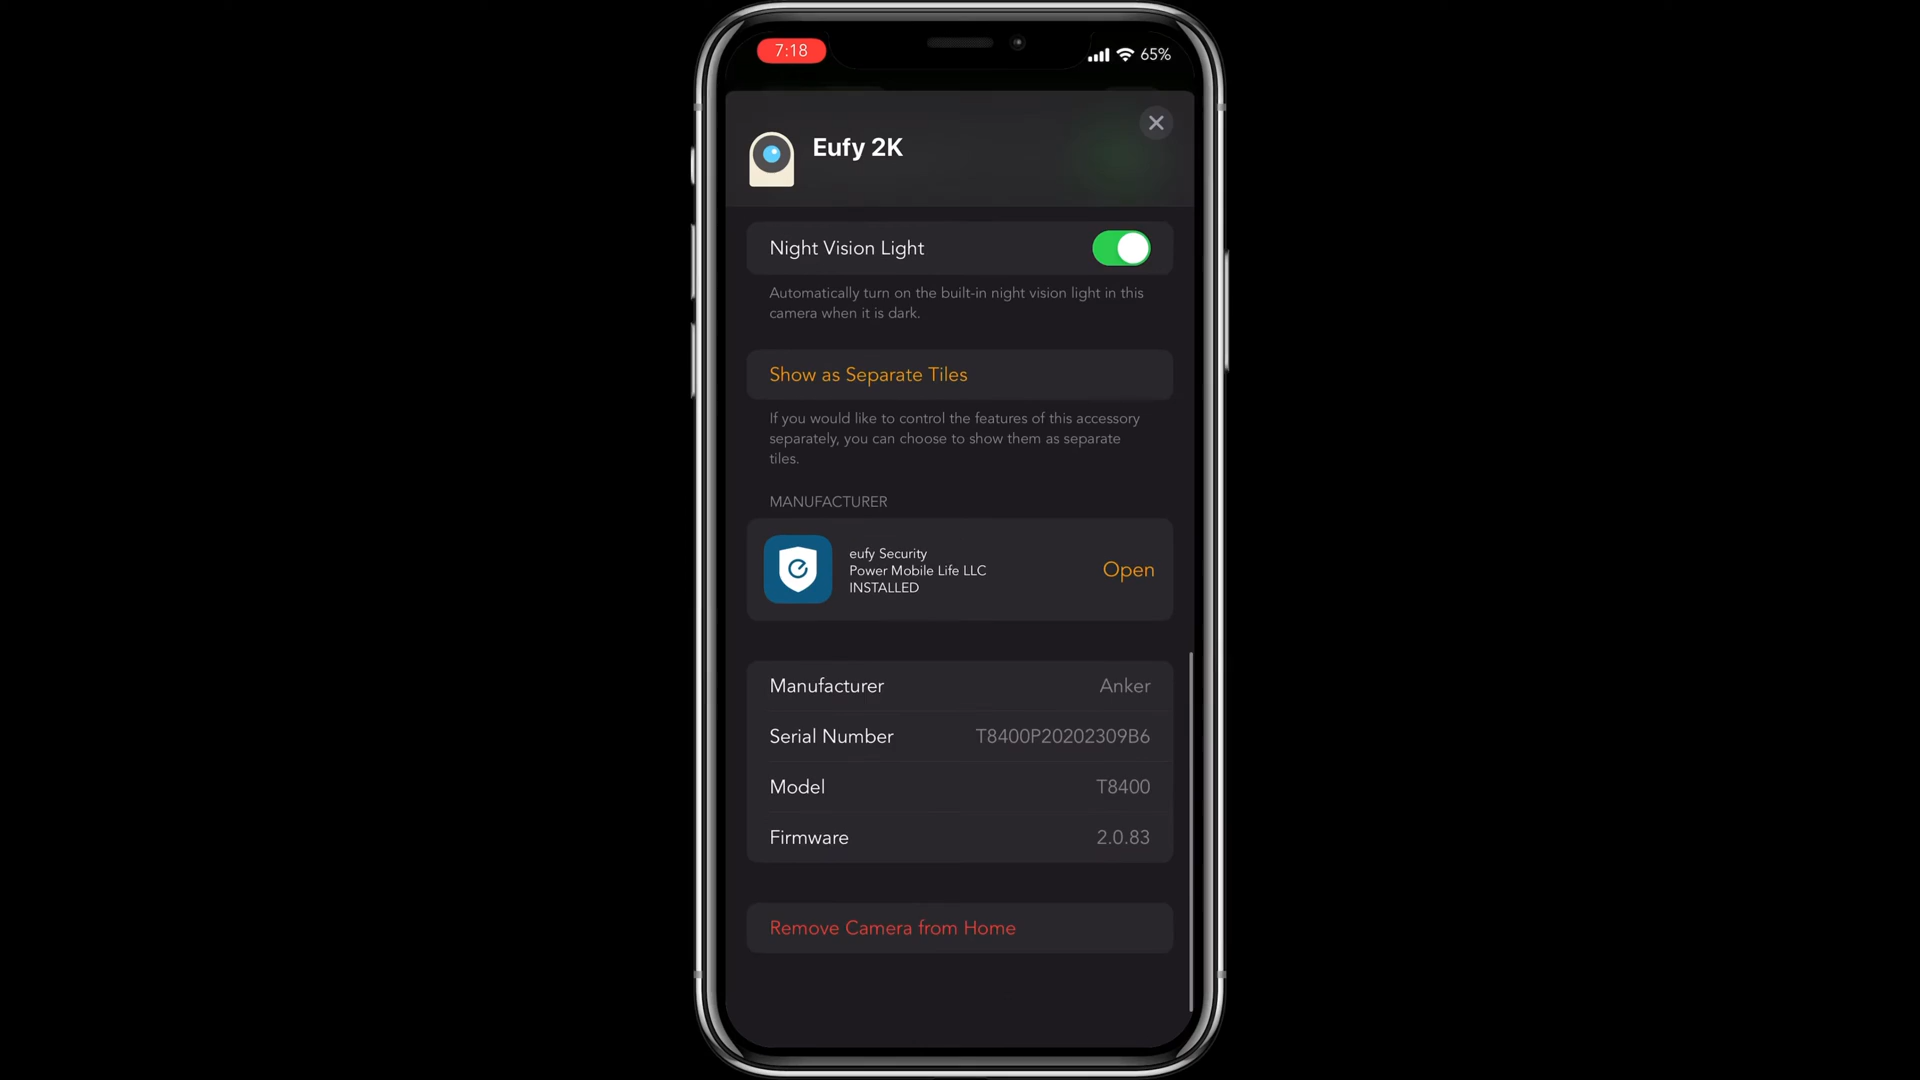 7:18
65%
Eufy 2K
Night Vision Light
Automatically turn on the built-in night vision light in this
camera when it is dark.
Show as Separate Tiles
If you would like to control the features of this accessory
separately, you can choose to show them as separate
tiles.
MANUFACTURER
eufy Security
Power Mobile Life LLC
INSTALLED
Open
Manufacturer Anker
Serial Number T8400P20202309B6
Model T8400
Firmware 2.0.83
Remove Camera from Home